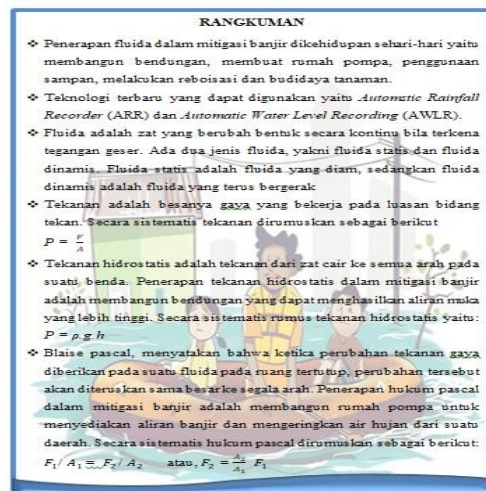 RANGKUMAN
❖ Penerapan fluida dalam mitigasi banjir dikehidupan sehari-hari yaitu
membangun bendungan, membuat rumah pompa, penggunaan
sampan, melakukan reboisasi dan budidaya tanaman.
❖ Teknologi terbaru yang dapat digunakan yaitu Automatic Rainfall
Recorder (ARR) dan Automatic Water Level Recording (AWLR).
❖ Fluida adalah zat yang berubah bentuk secara kontinu bila terkena
tegangan geser. Ada dua jenis fluida, yakni fluida statis dan fluida
dinamis. Fluida statis adalah fluida yang diam, sedangkan fluida
dinamis adalah fluida yang terus bergerak
❖ Tekanan adalah besanya gaya yang bekerja pada luasan bidang
tekan. Secara sistematis tekanan dirumuskan sebagai berikut
P = F/A
❖ Tekanan hidrostatis adalah tekanan dari zat cair ke semua arah pada
suatu benda. Penerapan tekanan hidrostatis dalam mitigasi banjir
adalah membangun bendungan yang dapat menghasilkan aliran muka
yang lebih tinggi. Secara sistematis rumus tekanan hidrostatis yaitu:
P = ρ.g.h
❖ Blaise pascal, menyatakan bahwa ketika perubahan tekanan gaya
diberikan pada suatu fluida pada ruang tertutup, perubahan tersebut
akan diteruskan sama besar ke segala arah. Penerapan hukum pascal
dalam mitigasi banjir adalah membangun rumah pompa untuk
menyediakan aliran banjir dan mengeringkan air hujan dari suatu
daerah. Secara sistematis hukum pascal dirumuskan sebagai berikut:
F₁/ A₁ = F₂/ A₂ atau, F₂ = A₂/A₁ F₁